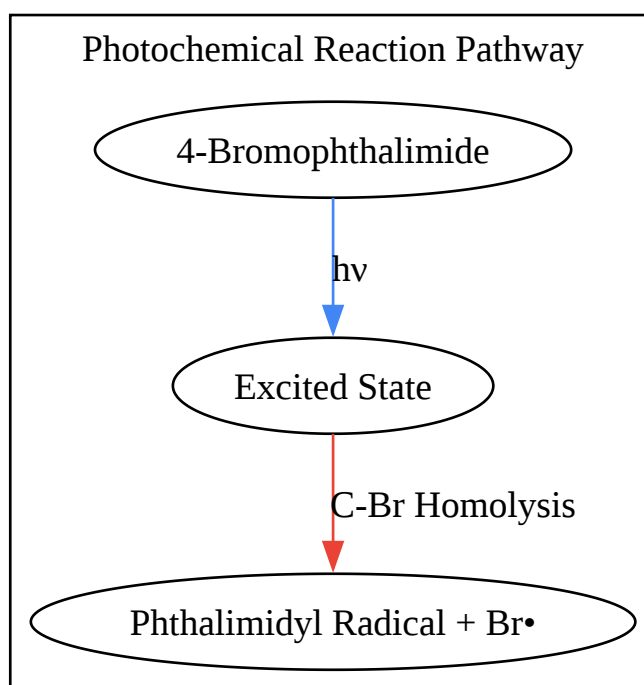 Photochemical Reaction Pathway
4-Bromophthalimide
hν
Excited State
C-Br Homolysis
Phthalimidyl Radical + Br•